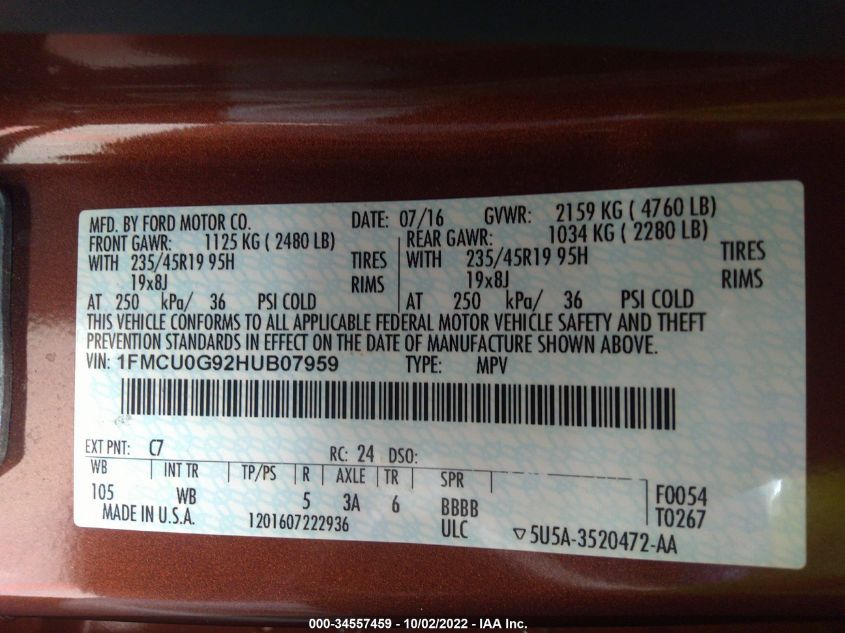 MFD. BY FORD MOTOR CO. DATE: 07/16 GVWR: 2159 KG ( 4760 LB)
FRONT GAWR: 1125 KG ( 2480 LB) REAR GAWR: 1034 KG ( 2280 LB)
WITH 235/45R19 95H TIRES WITH 235/45R19 95H TIRES
19x8J RIMS 19x8J RIMS
AT 250 kPa/ 36 PSI COLD AT 250 kPa/ 36 PSI COLD
THIS VEHICLE CONFORMS TO ALL APPLICABLE FEDERAL MOTOR VEHICLE SAFETY AND THEFT
PREVENTION STANDARDS IN EFFECT ON THE DATE OF MANUFACTURE SHOWN ABOVE.
VIN: 1FMCU0G92HUB07959 TYPE: MPV
EXT PNT: C7 RC: 24 DSO:
WB INT TR TP/PS R AXLE TR SPR
105 WB 5 3A 6 BBBB F0054
MADE IN U.S.A. 1201607222936 ULC T0267
▽5U5A-3520472-AA
000-34557459 - 10/02/2022 - IAA Inc.